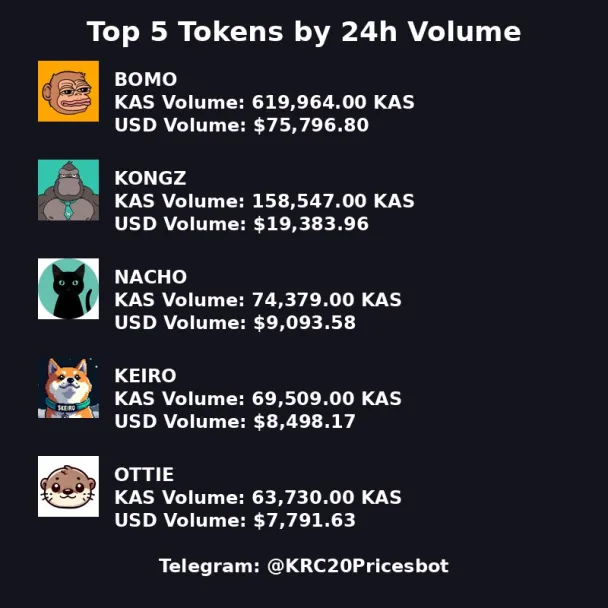 Top 5 Tokens by 24h Volume
BOMO
KAS Volume: 619,964.00 KAS
USD Volume: $75,796.80
KONGZ
KAS Volume: 158,547.00 KAS
USD Volume: $19,383.96
NACHO
KAS Volume: 74,379.00 KAS
USD Volume: $9,093.58
KEIRO
KAS Volume: 69,509.00 KAS
USD Volume: $8,498.17
$KEIRO
OTTIE
KAS Volume: 63,730.00 KAS
USD Volume: $7,791.63
Telegram: @KRC20Pricesbot